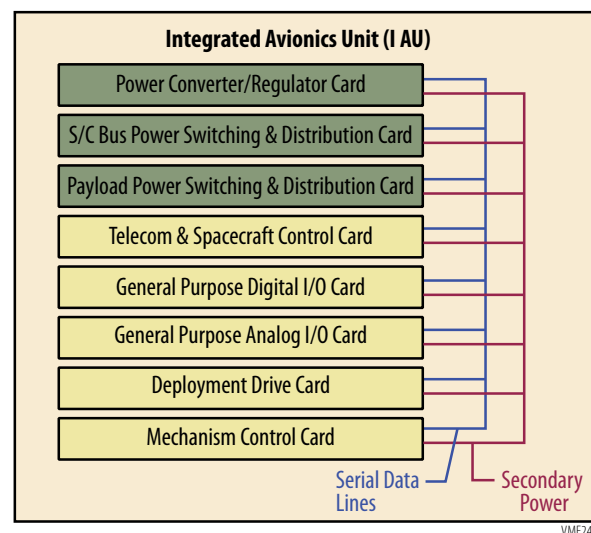 Integrated Avionics Unit (I AU)
Power Converter/Regulator Card
S/C Bus Power Switching & Distribution Card
Payload Power Switching & Distribution Card
Telecom & Spacecraft Control Card
General Purpose Digital I/O Card
General Purpose Analog I/O Card
Deployment Drive Card
Mechanism Control Card
Serial Data
Lines
Secondary
Power